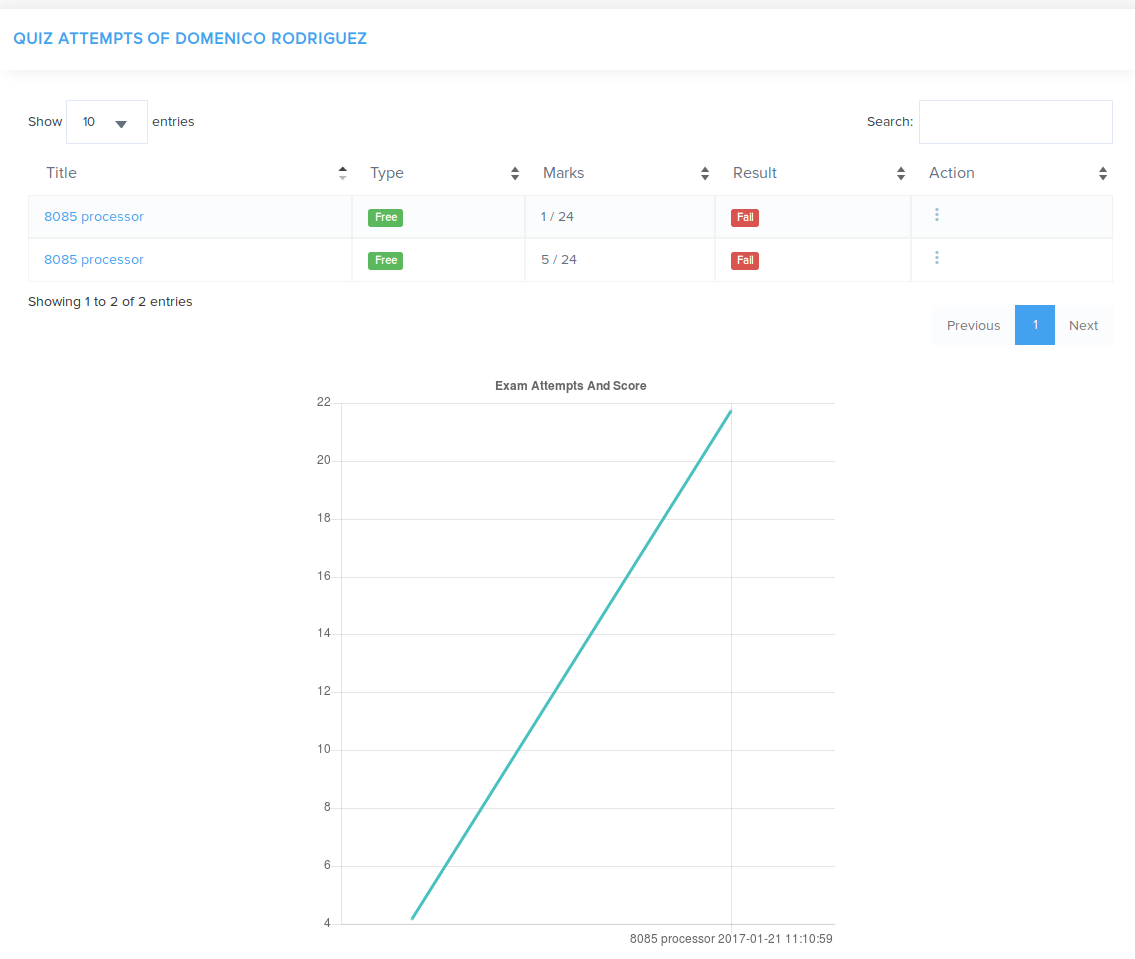 QUIZ ATTEMPTS OF DOMENICO RODRIGUEZ
Show 10 entries Search:
Title Type Marks Result Action
8085 processor Free 1 / 24 Fail
8085 processor Free 5 / 24 Fail
Showing 1 to 2 of 2 entries
Previous 1 Next
Exam Attempts And Score
22
20
18
16
14
12
10
8
6
4
8085 processor 2017-01-21 11:10:59